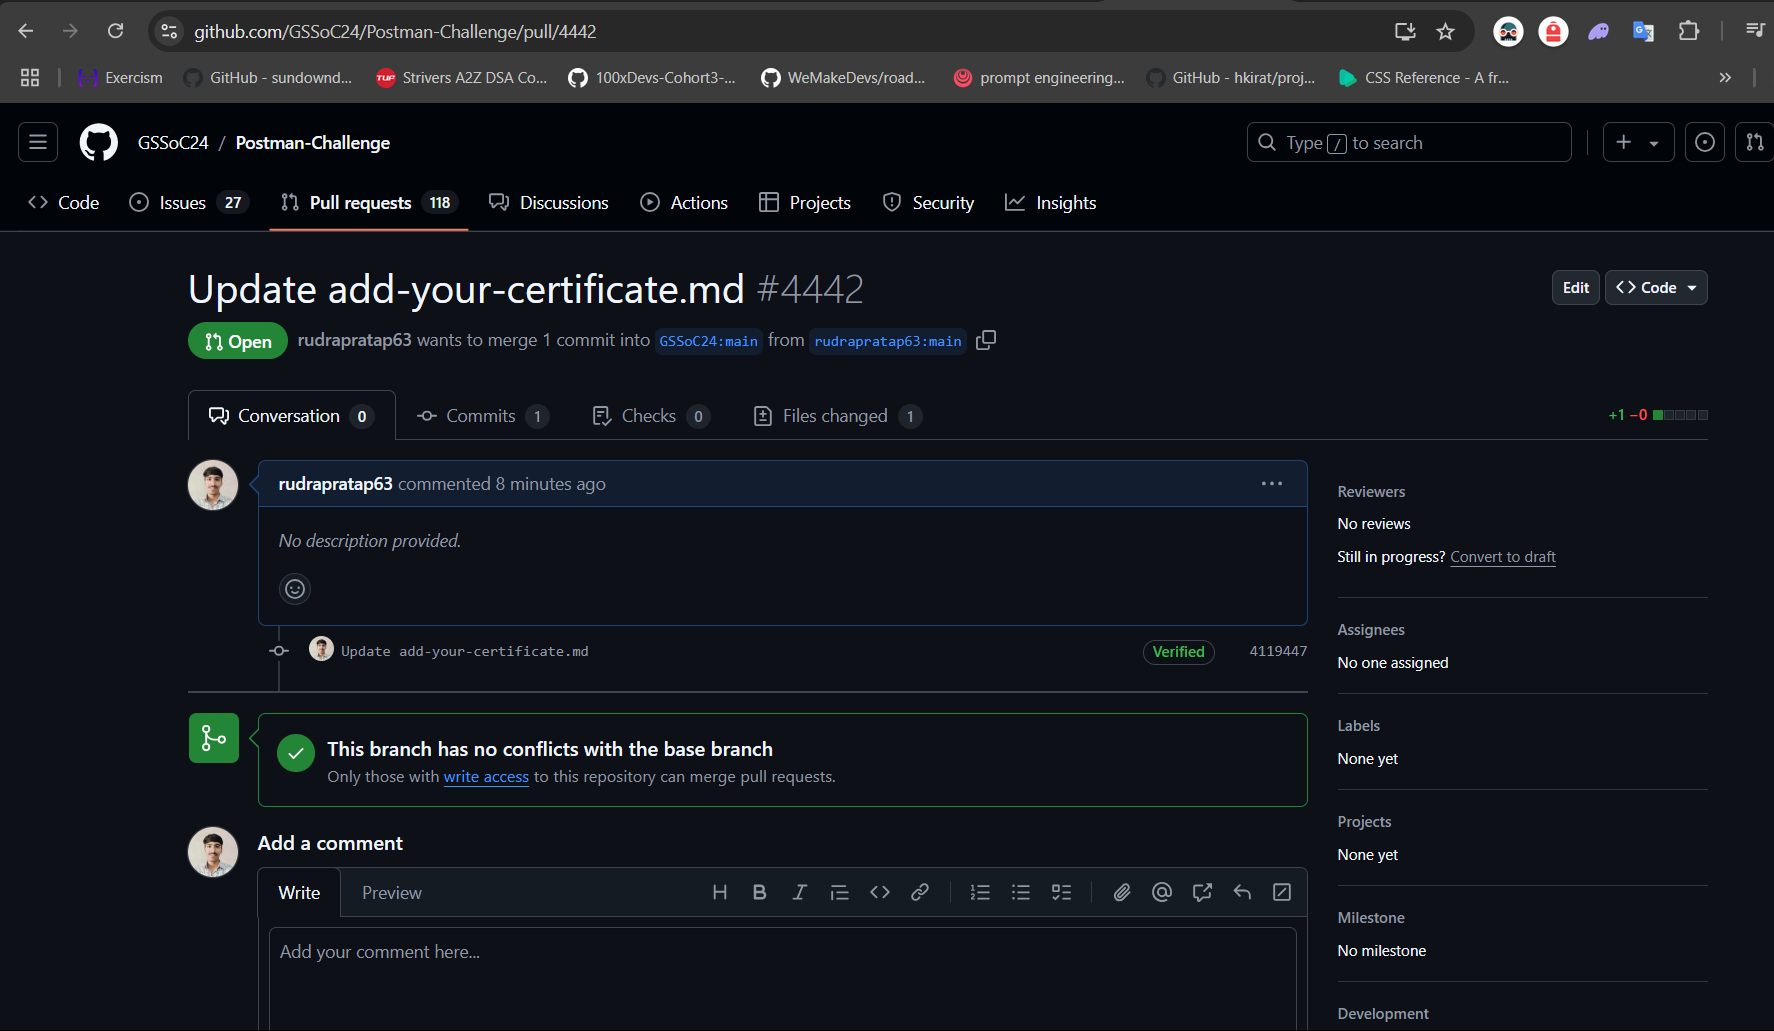 github.com/GSSoC24/Postman-Challenge/pull/4442
Exercism
GitHub - sundownd...
TUF Strivers A2Z DSA Co...
100xDevs-Cohort3-...
WeMakeDevs/road...
prompt engineering...
GitHub - hkirat/proj...
CSS Reference - A fr...
GSSoC24 / Postman-Challenge
Type / to search
Code
Issues 27
Pull requests 118
Discussions
Actions
Projects
Security
Insights
Update add-your-certificate.md #4442
Edit
Code
Open rudrapratap63 wants to merge 1 commit into GSSoC24:main from rudrapratap63:main
Conversation 0
Commits 1
Checks 0
Files changed 1
+1 −0
rudrapratap63 commented 8 minutes ago
No description provided.
Update add-your-certificate.md
Verified
4119447
This branch has no conflicts with the base branch
Only those with write access to this repository can merge pull requests.
Add a comment
Write
Preview
Add your comment here...
Reviewers
No reviews
Still in progress? Convert to draft
Assignees
No one assigned
Labels
None yet
Projects
None yet
Milestone
No milestone
Development